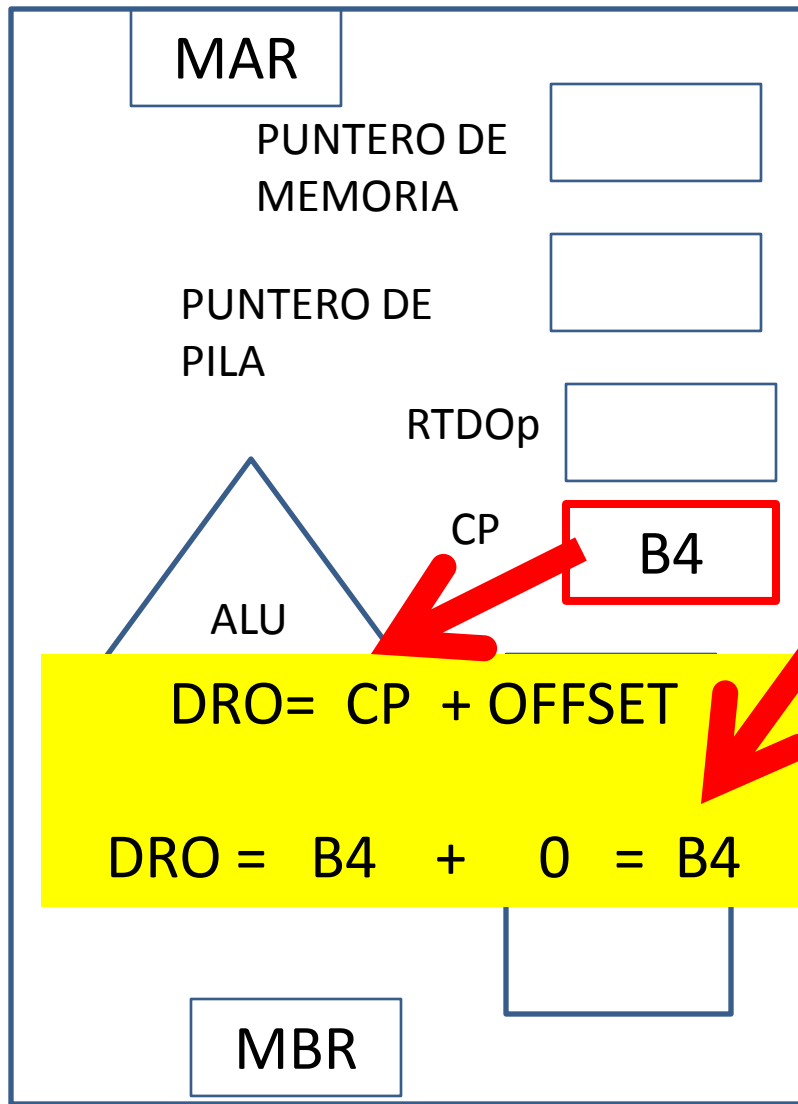 MAR
PUNTERO DE
MEMORIA
PUNTERO DE
PILA
RTDOp
CP
B4
ALU
DRO= CP + OFFSET
DRO = B4 + 0 = B4
MBR